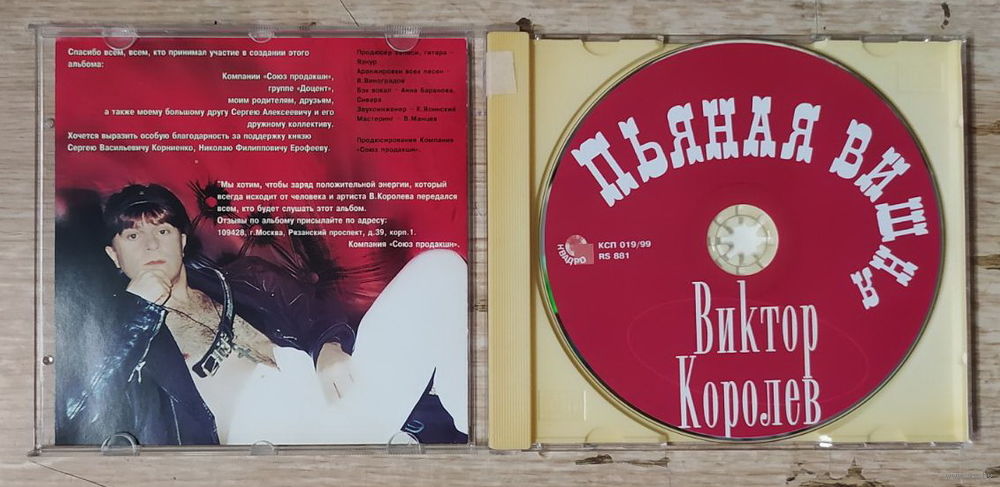 Спасибо всем, всем, кто принимал участие в создании этого
альбома:
Компании «Союз продакшн»,
группе «Доцент»,
моим родителям, друзьям,
а также моему большому другу Сергею Алексеевичу и его
дружному коллективу.
Хочется выразить особую благодарность за поддержку князю
Сергею Васильевичу Корниенко, Николаю Филипповичу Ерофееву.
"Мы хотим, чтобы заряд положительной энергии, который
всегда исходит от человека и артиста В.Королева передался
всем, кто будет слушать этот альбом.
Отзывы по альбому присылайте по адресу:
109428, г.Москва, Рязанский проспект, д.39, корп.1.
Компания «Союз продакшн».
Продюсер записи, гитара -
Аранжировки всех песен -
В.Виноградов
Бэк вокал - Анна Баранова,
Сивара
Звукоинженер - К.Ясинский
Мастеринг - В.Манцев
Продюсирование Компания
«Союз продакшн».
ПЬЯНАЯ ВИШНЯ
КВАДРО
КСП 019/99
RS 881
Виктор
Королев